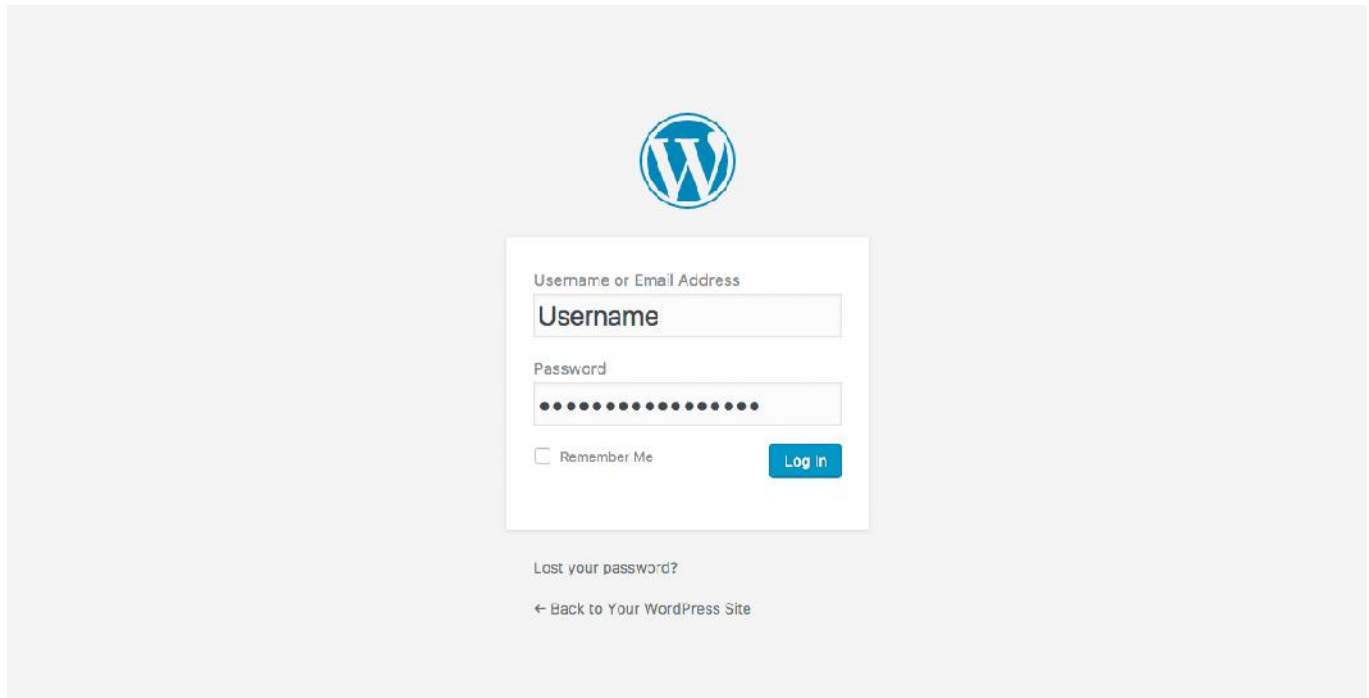 Username or Email Address
Username
Password
•••••••••••••••••
Remember Me
Log In
Lost your password?
← Back to Your WordPress Site